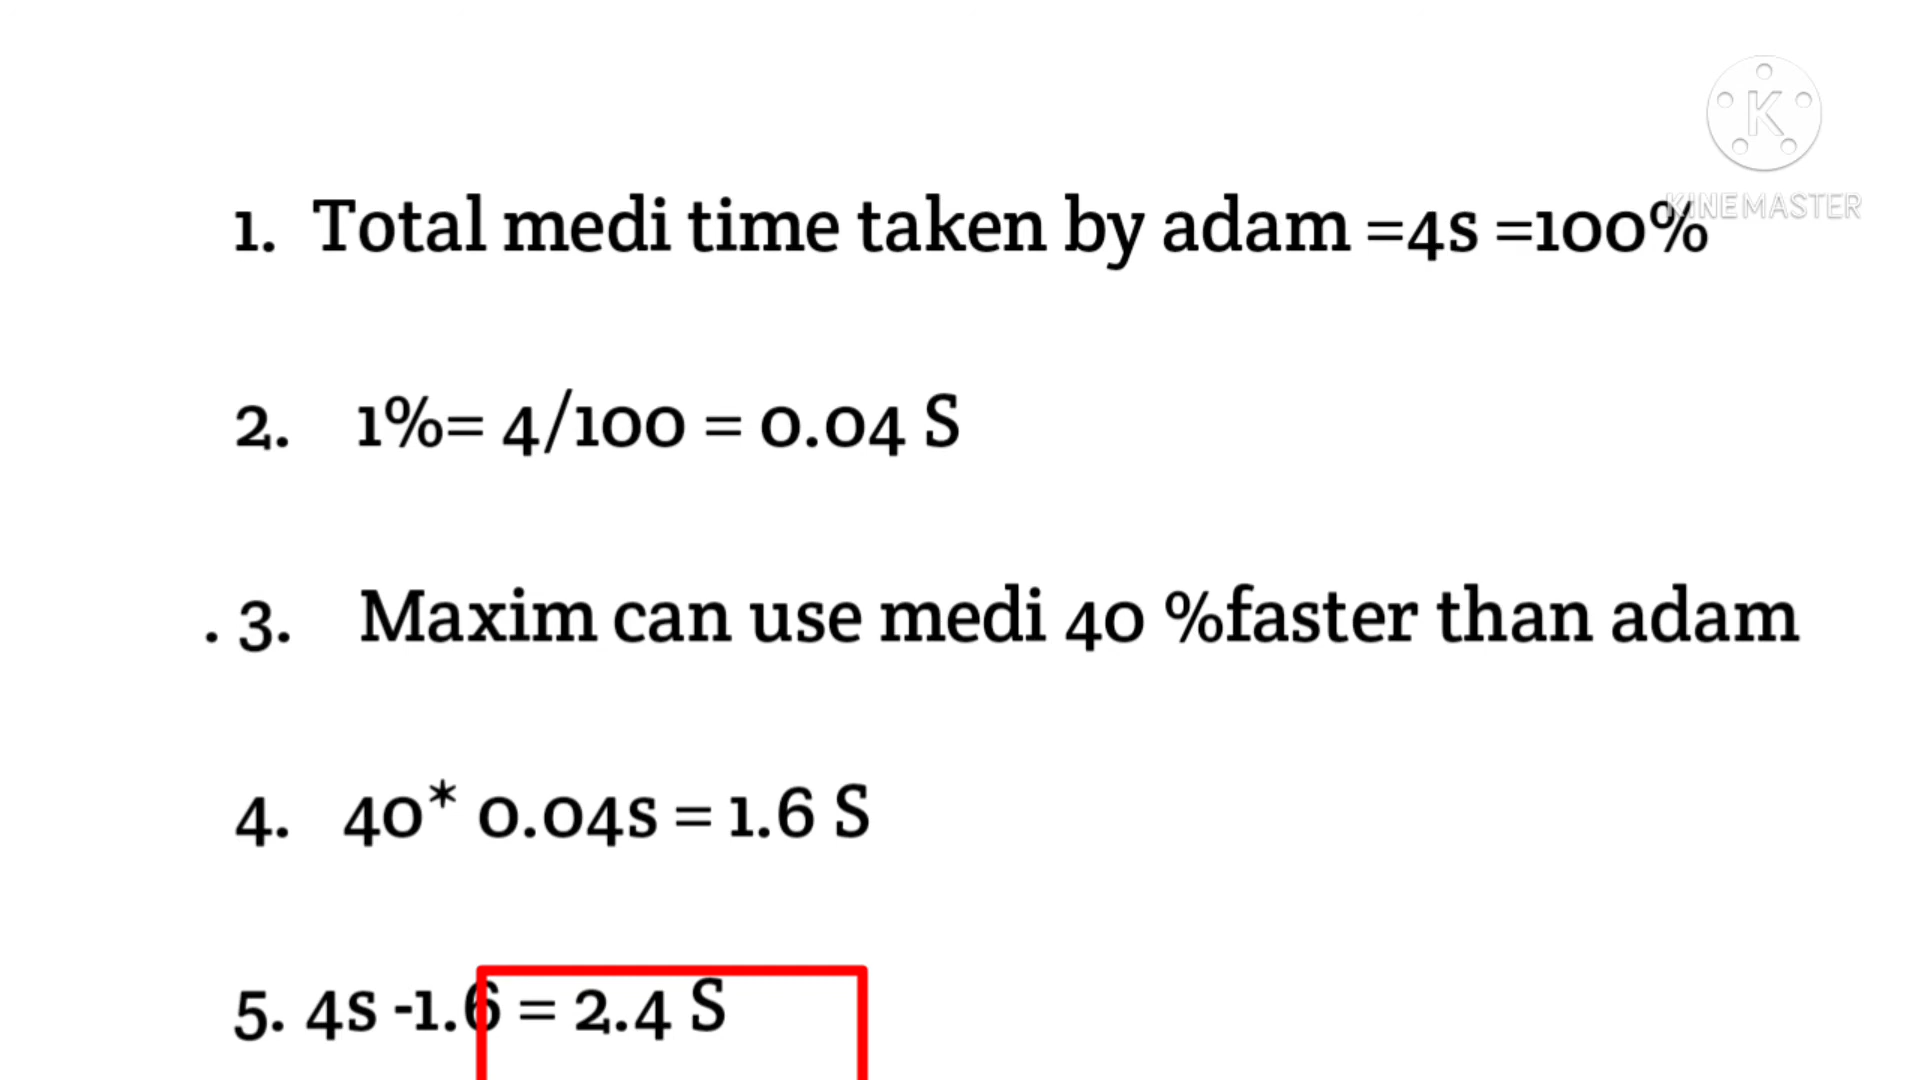 K
KINEMASTER
1. Total medi time taken by adam =4s =100%
2. 1%= 4/100 = 0.04 S
. 3. Maxim can use medi 40 %faster than adam
4. 40* 0.04s = 1.6 S
5. 4s -1.6 = 2.4 S